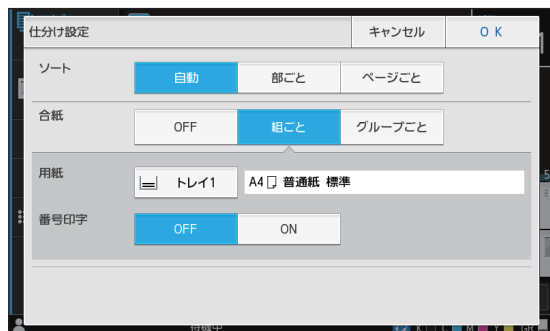 仕分け設定 キャンセル O K
ソート 自動 部ごと ページごと
合紙 OFF 組ごと グループごと
用紙 トレイ1 A4 普通紙 標準
番号印字 OFF ON
待機中 K C M Y GR